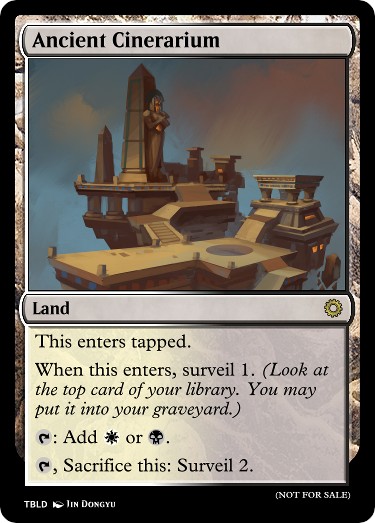 Ancient Cinerarium
Land
This enters tapped.
When this enters, surveil 1. (Look at
the top card of your library. You may
put it into your graveyard.)
: Add or .
, Sacrifice this: Surveil 2.
TBLD Jin Dongyu
(NOT FOR SALE)